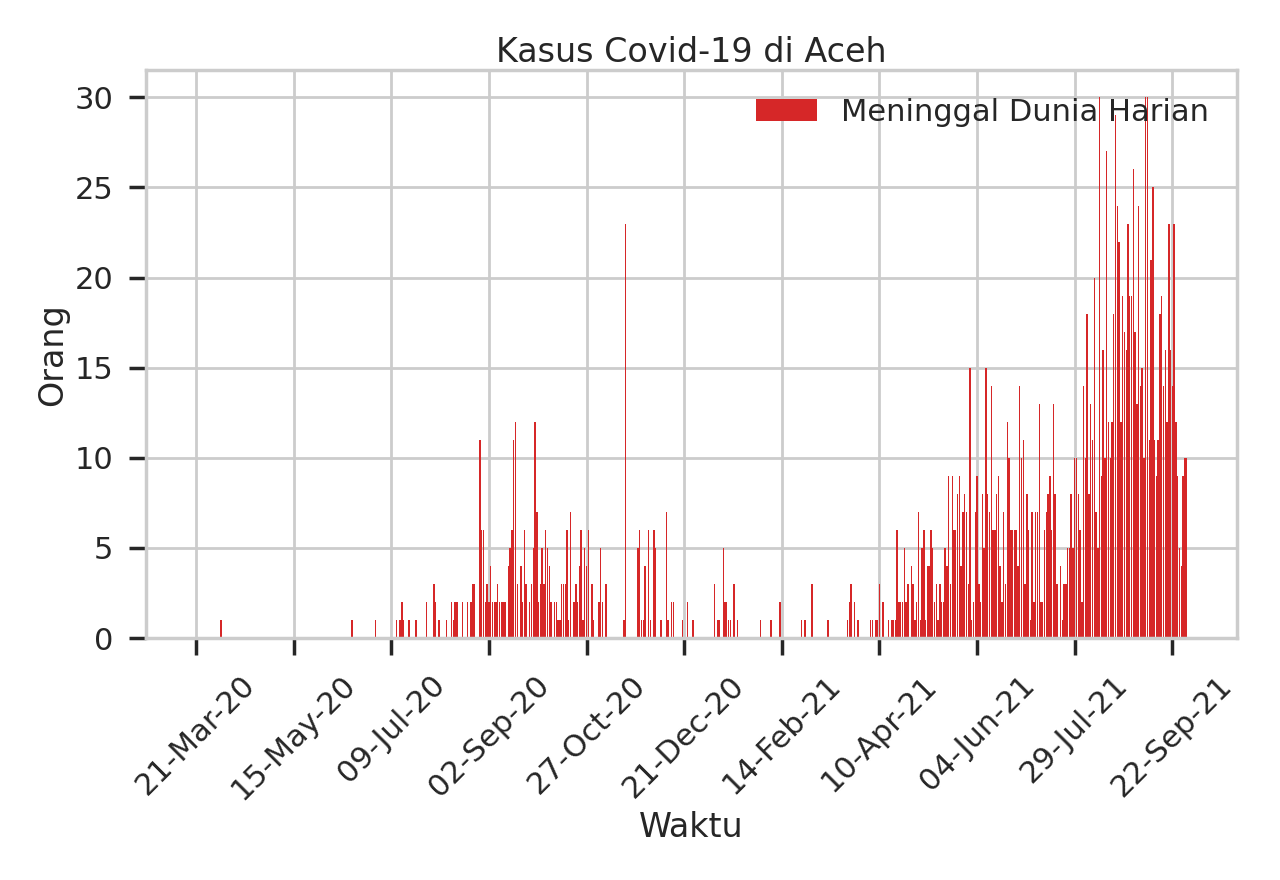 Kasus Covid-19 di Aceh
Meninggal Dunia Harian
Orang
30
25
20
15
10
5
0
21-Mar-20
15-May-20
09-Jul-20
02-Sep-20
27-Oct-20
21-Dec-20
14-Feb-21
10-Apr-21
04-Jun-21
29-Jul-21
22-Sep-21
Waktu